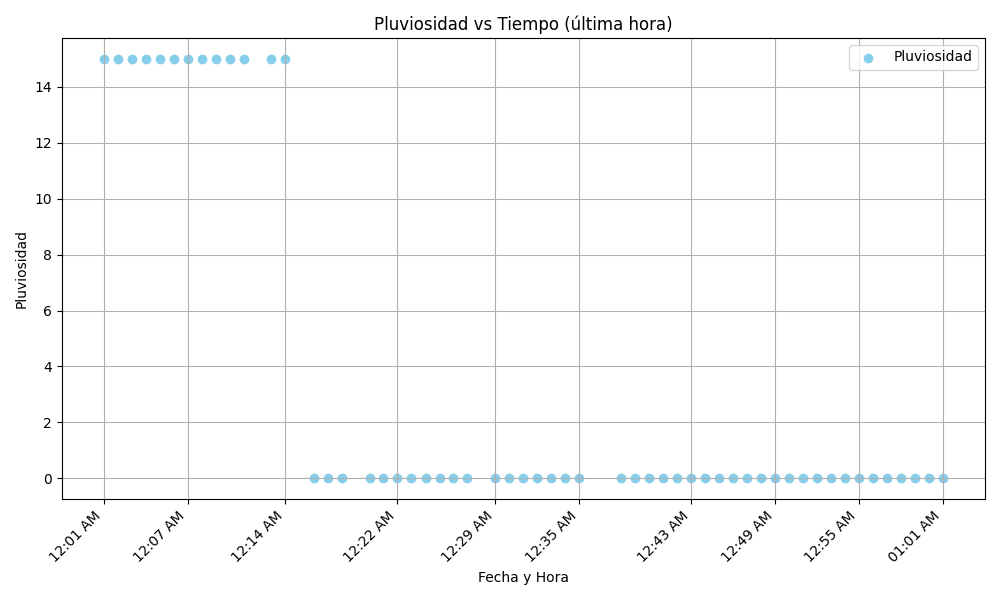 Pluviosidad vs Tiempo (última hora)
Pluviosidad
14
12
10
8
6
4
2
0
Pluviosidad
12:01 AM
12:07 AM
12:14 AM
12:22 AM
12:29 AM
12:35 AM
12:43 AM
12:49 AM
12:55 AM
01:01 AM
Fecha y Hora